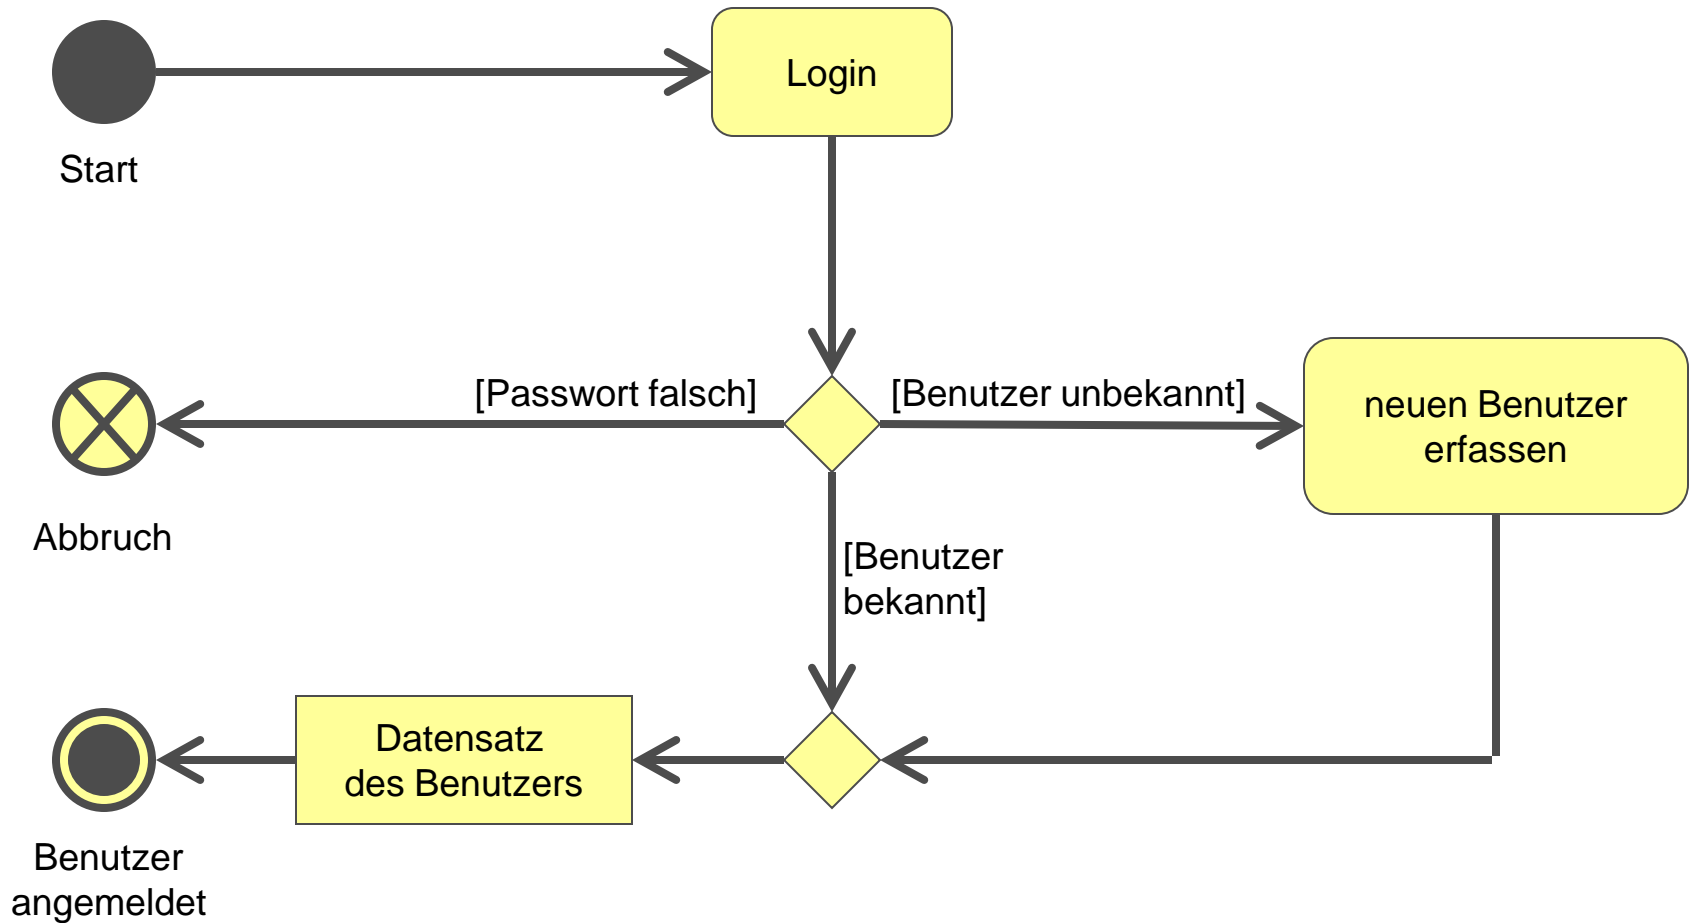 Login
Start
[Passwort falsch]
[Benutzer unbekannt]
neuen Benutzer
erfassen
Abbruch
[Benutzer
bekannt]
Datensatz
des Benutzers
Benutzer
angemeldet